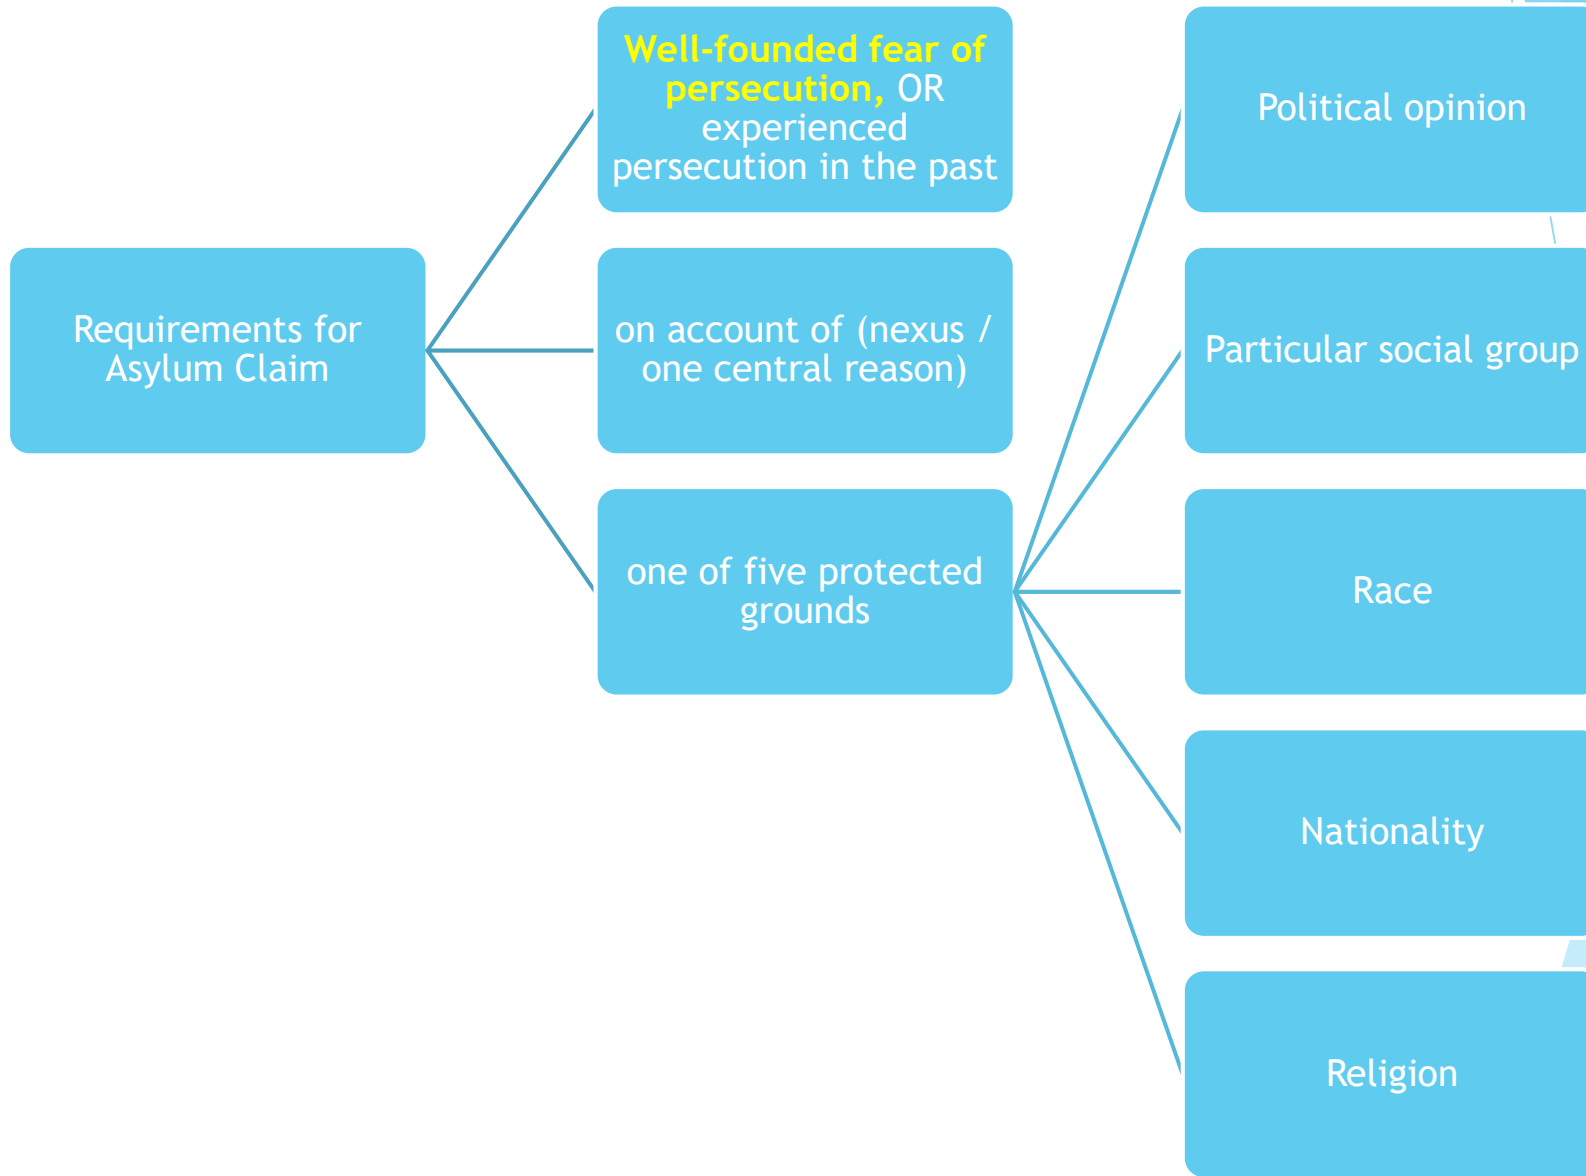 Requirements for
Asylum Claim
Well-founded fear of
persecution, OR
experienced
persecution in the past
on account of (nexus /
one central reason)
one of five protected
grounds
Political opinion
Particular social group
Race
Nationality
Religion